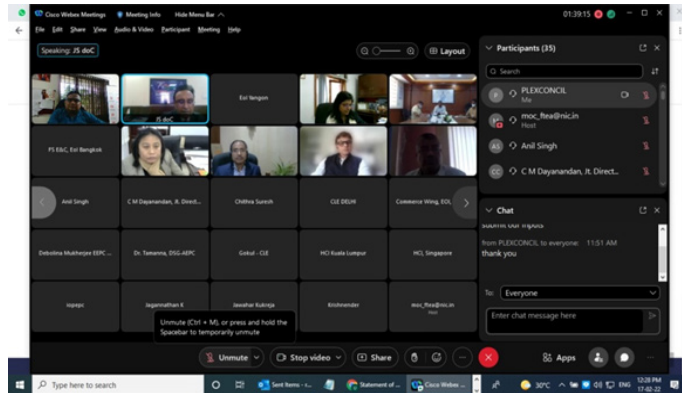 Cisco Webex Meetings Meeting Info Hide Menu Bar 01:39:15
File Edit Share View Audio & Video Participant Meeting Help
Speaking: JS doC
Layout
JS doC
EoI Yangon
FS E&C, EoI Bangkok
Anil Singh
C M Dayanandan, Jt. Direct...
Chithra Suresh
CLE DELHI
Commerce Wing, EOI,
Debolina Mukherjee EEPC ...
Dr. Tamanna, DSG-AEPC
Gokul - CLE
HCI Kuala Lumpur
HCI, Singapore
iopepc
Jagannathan K
Jawahar Kukreja
Krishnender
moc_ftea@nic.in
Host
Unmute (Ctrl + M), or press and hold the
Spacebar to temporarily unmute
Participants (35)
Search
P PLEXCONCIL
Me
moc_ftea@nic.in
Host
AS Anil Singh
CC C M Dayanandan, Jt. Direct...
Chat
submit our inputs
from PLEXCONCIL to everyone: 11:51 AM
thank you
To: Everyone
Enter chat message here
Unmute
Stop video
Share
Apps
Type here to search
Sent Items - r...
Statement of ...
Cisco Webex ...
30°C
ENG
12:28 PM
17-02-22